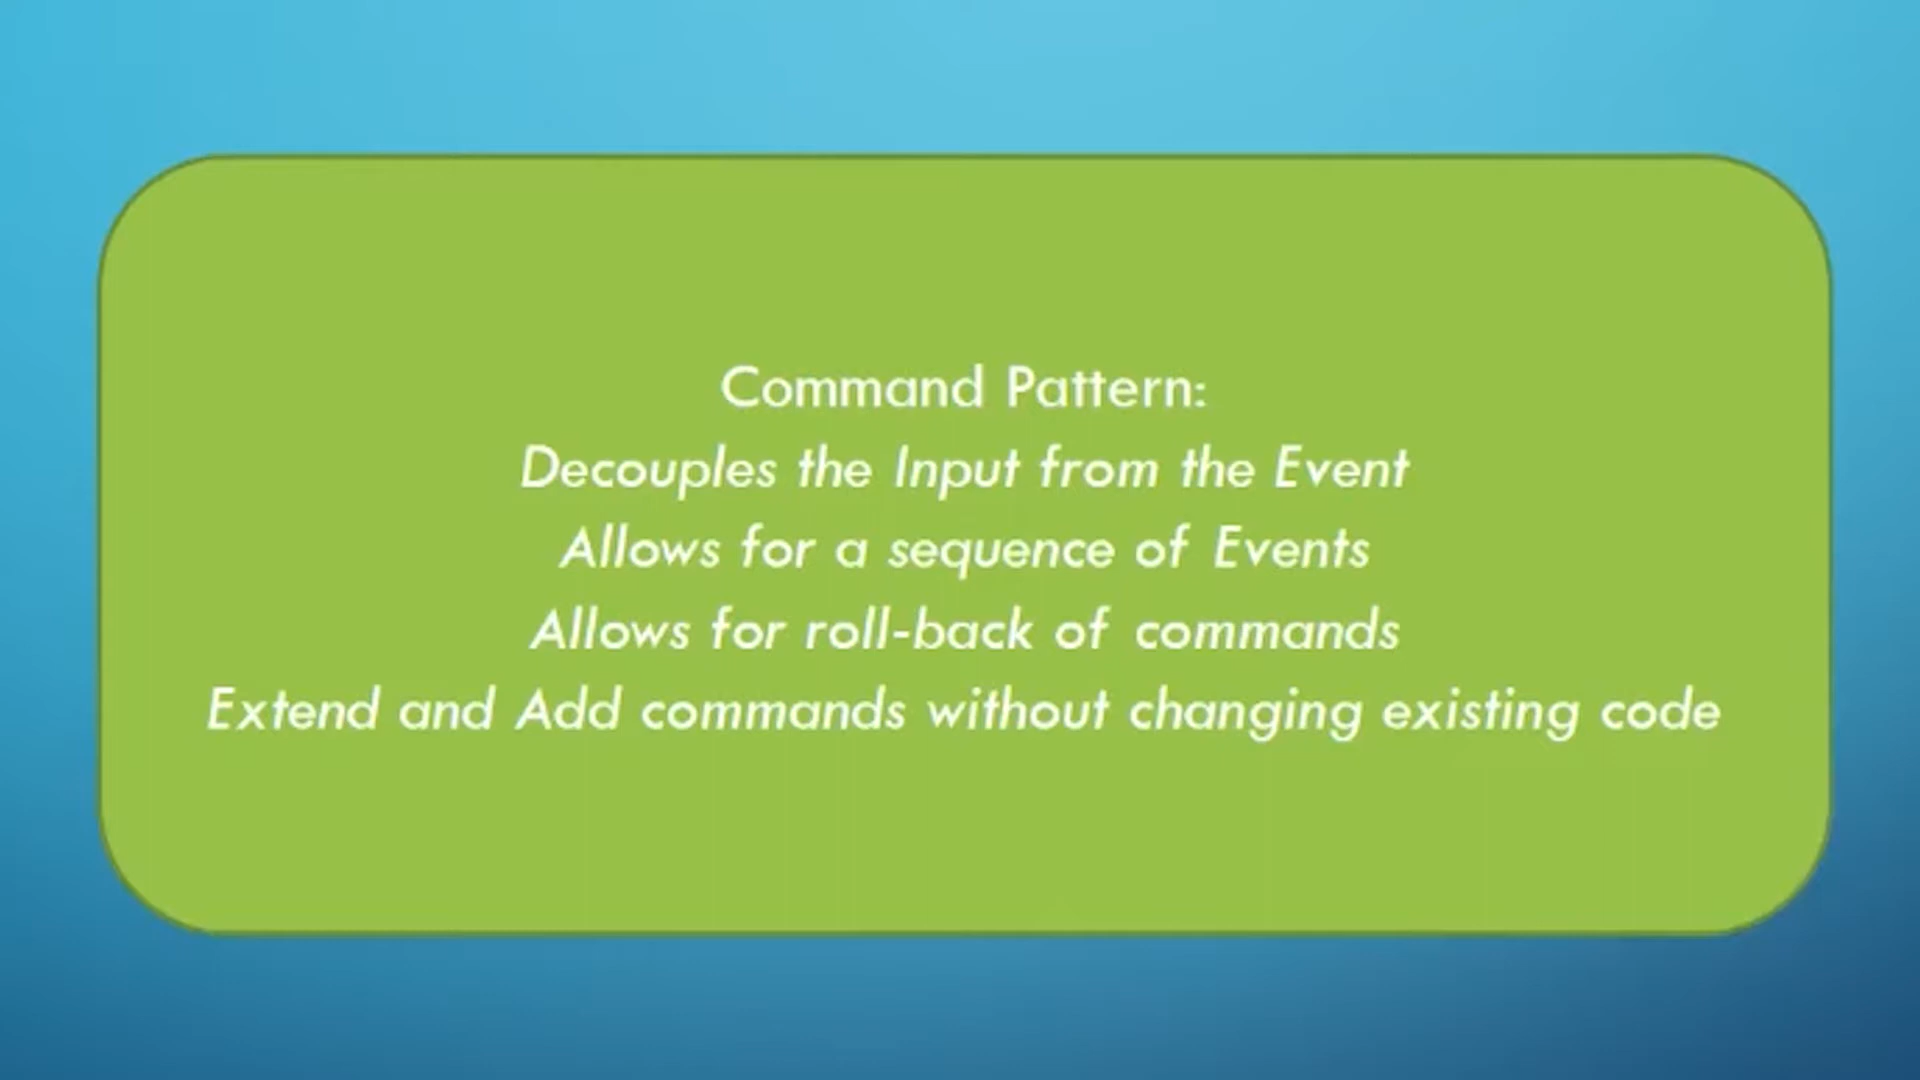 Command Pattern:
Decouples the Input from the Event
Allows for a sequence of Events
Allows for roll-back of commands
Extend and Add commands without changing existing code